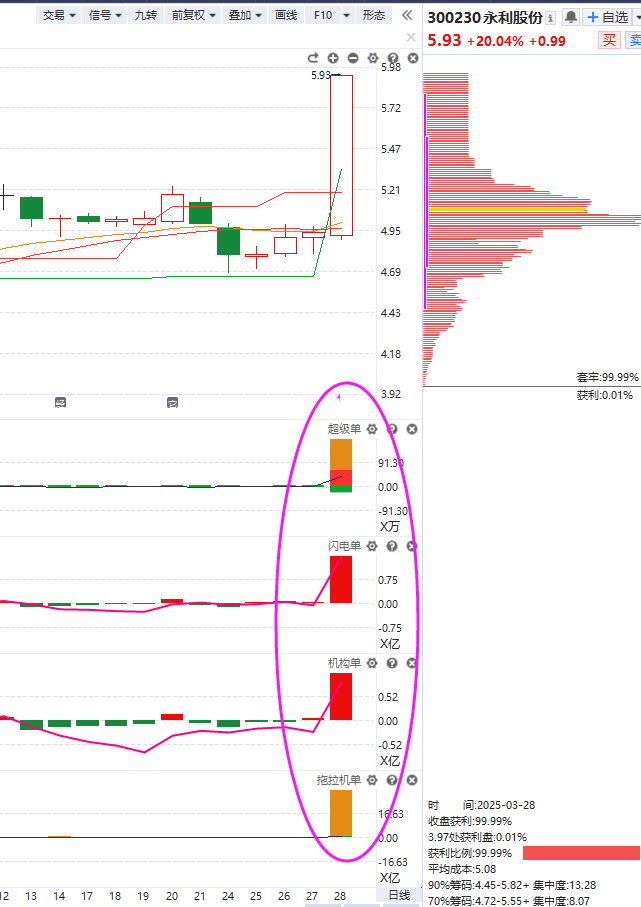 交易 信号 九转 前复权 叠加 画线 F10 形态
300230 永利股份 自选
5.93 +20.04% +0.99 买 卖
5.98
5.93
5.72
5.47
5.21
4.95
4.69
4.43
4.18
3.92
套牢:99.99%
获利:0.01%
超级单
91.30
0.00
-91.30
X万
闪电单
0.75
0.00
-0.75
X亿
机构单
0.52
0.00
-0.52
X亿
拖拉机单
16.63
0.00
-16.63
X亿
12 13 14 17 18 19 20 21 24 25 26 27 28 日线
时 间:2025-03-28
收盘获利:99.99%
3.97处获利盘:0.01%
获利比例:99.99%
平均成本:5.08
90%筹码:4.45-5.82+ 集中度:13.28
70%筹码:4.72-5.55+ 集中度:8.07